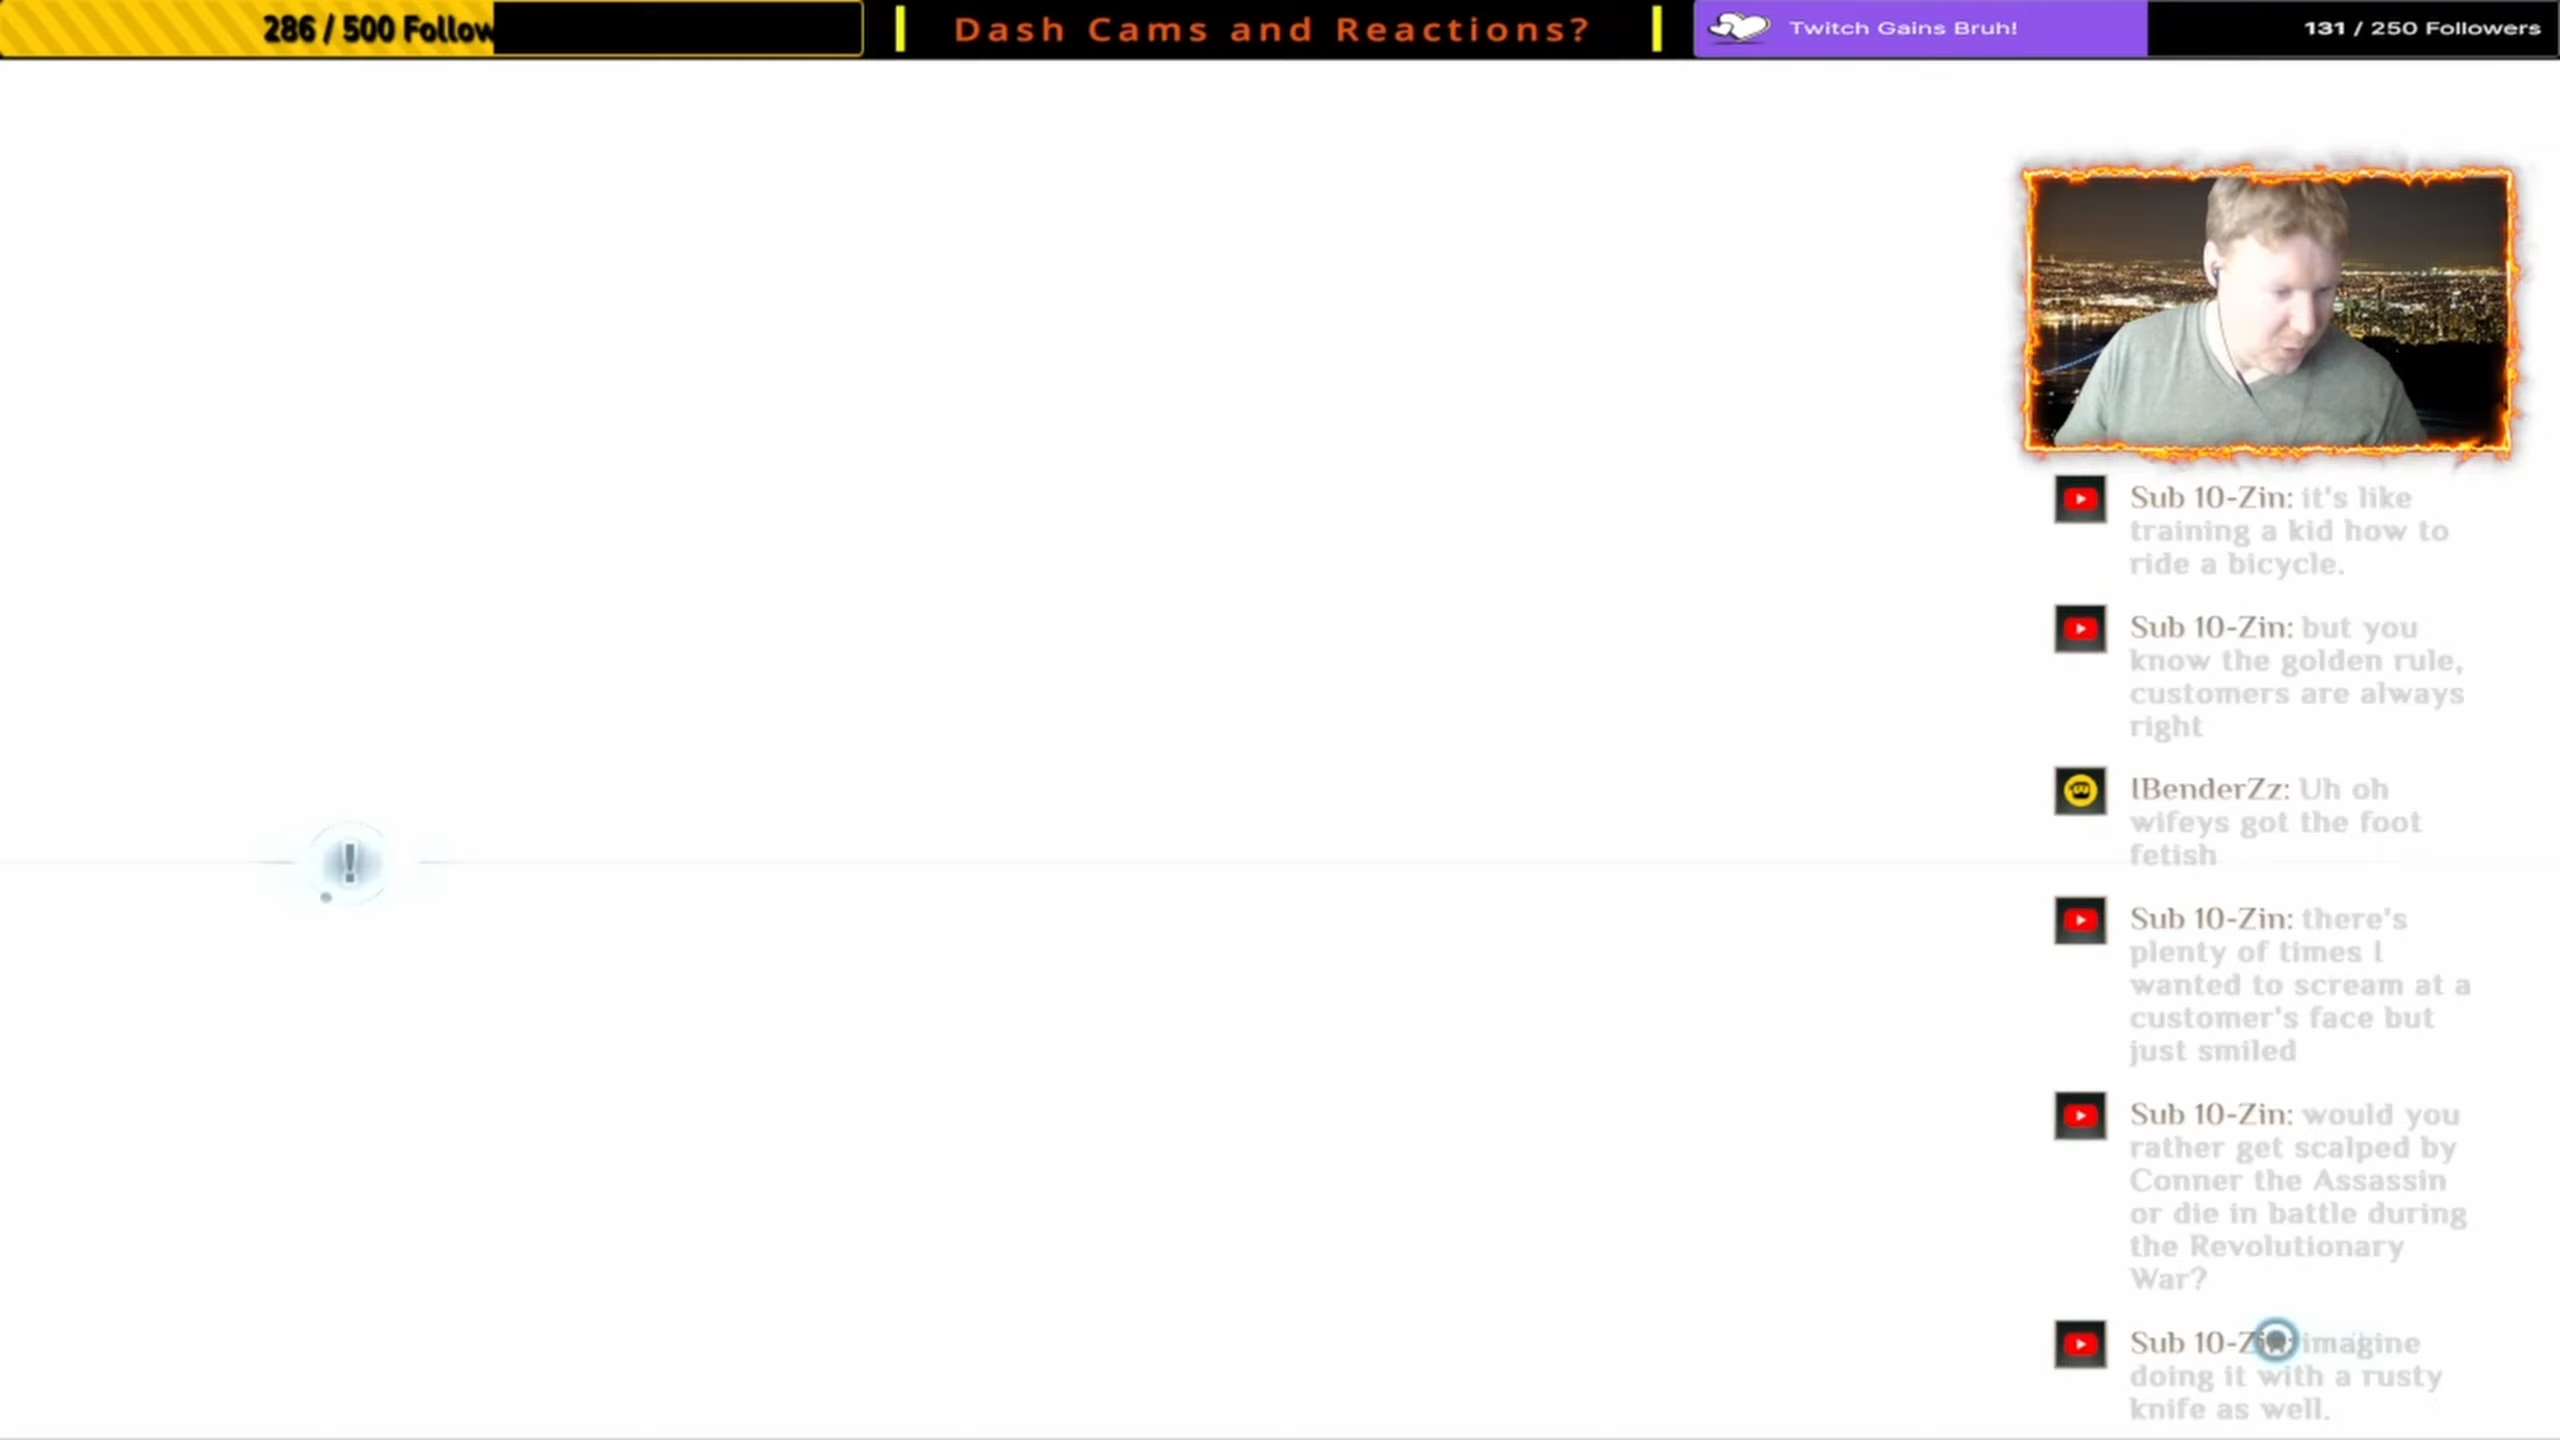 286 / 500 Follow
Dash Cams and Reactions?
Twitch Gains Bruh!
131 / 250 Followers
Sub 10-Zin: it's like
training a kid how to
ride a bicycle.
Sub 10-Zin: but you
know the golden rule,
customers are always
right
lBenderZz: Uh oh
wifeys got the foot
fetish
Sub 10-Zin: there's
plenty of times I
wanted to scream at a
customer's face but
just smiled
Sub 10-Zin: would you
rather get scalped by
Conner the Assassin
or die in battle during
the Revolutionary
War?
Sub 10-Zin: imagine
doing it with a rusty
knife as well.